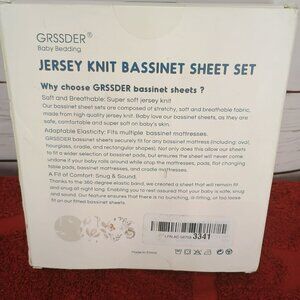 GRSSDER®
Baby Bedding
JERSEY KNIT BASSINET SHEET SET
Why choose GRSSDER bassinet sheets ?
Soft and Breathable: Super soft jersey knit
Our bassinet sheet sets are composed of stretch, soft and breathable fabric,
made from high quality jersey knit. Baby love our bassinet sheets, as they are
safe, comfortable and super soft on baby's skin.
Adaptable Elasticity: Fits multiple bassinet mattresses.
GRSSDER bassinet sheets securely fit for any bassinet mattress (including: oval,
hourglass, cradle, and rectangular shapes). Not only does this allow our sheets
to fit a wider selection of bassinet pads, but ensures the sheet will never come
undone if your baby rolls around while atop the mattresses; pads, flat changing
table pads, bassinet mattresses, and cradle mattresses.
A Fit of Comfort: Snug & Sound.
Thanks to the 360 degree elastic band, we created a sheet that will remain fit
and snug all night long. Enabling you to rest assured that your baby is safe, snug
and sound. Our feature ensures that there is no bunching, a tilting, or too loose
fit on our fitted bassinet sheets.
3341
Made in China